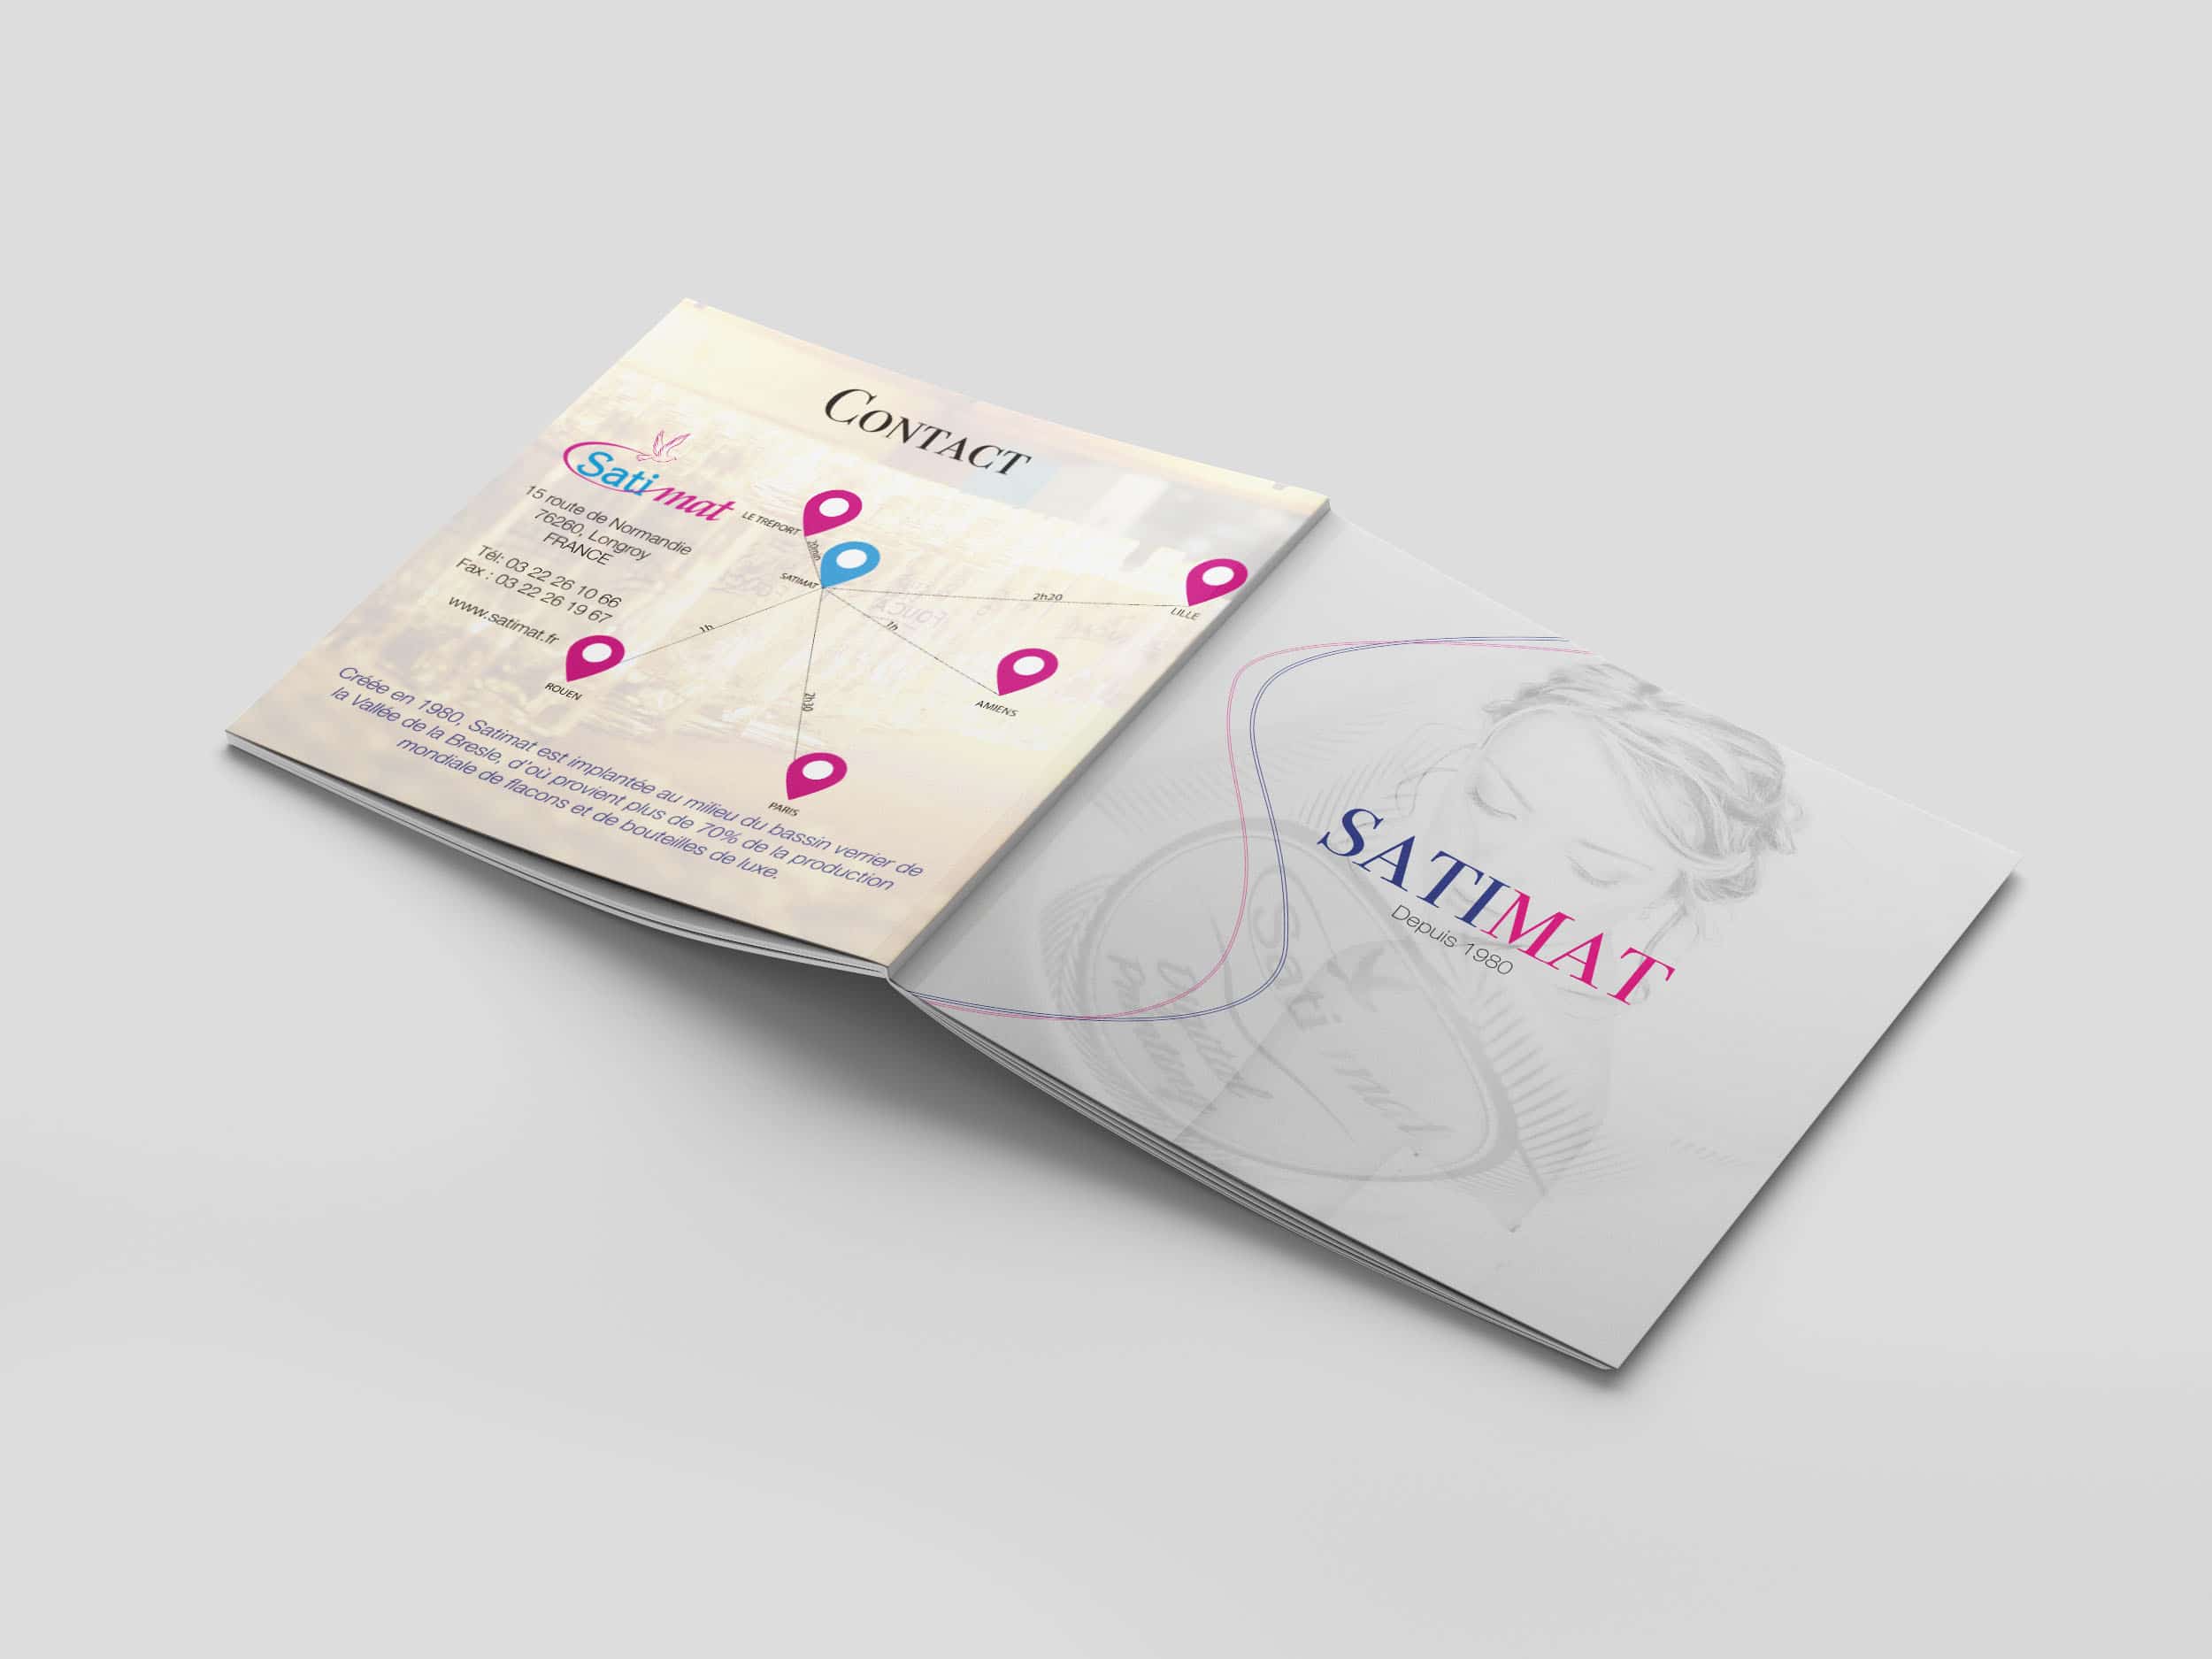 CONTACT
Satimat
15 route de Normandie
76260, Longroy
FRANCE
Tél: 03 22 26 10 66
Fax : 03 22 26 19 67
www.satimat.fr
LE TRÉPORT
20mn
SATIMAT
2h20
LILLE
1h
1h
AMIENS
ROUEN
2h30
PARIS
Créée en 1980, Satimat est implantée au milieu du bassin verrier de
la Vallée de la Bresle, d'où provient plus de 70% de la production
mondiale de flacons et de bouteilles de luxe.
SATIMAT
Depuis 1980
Sati mat